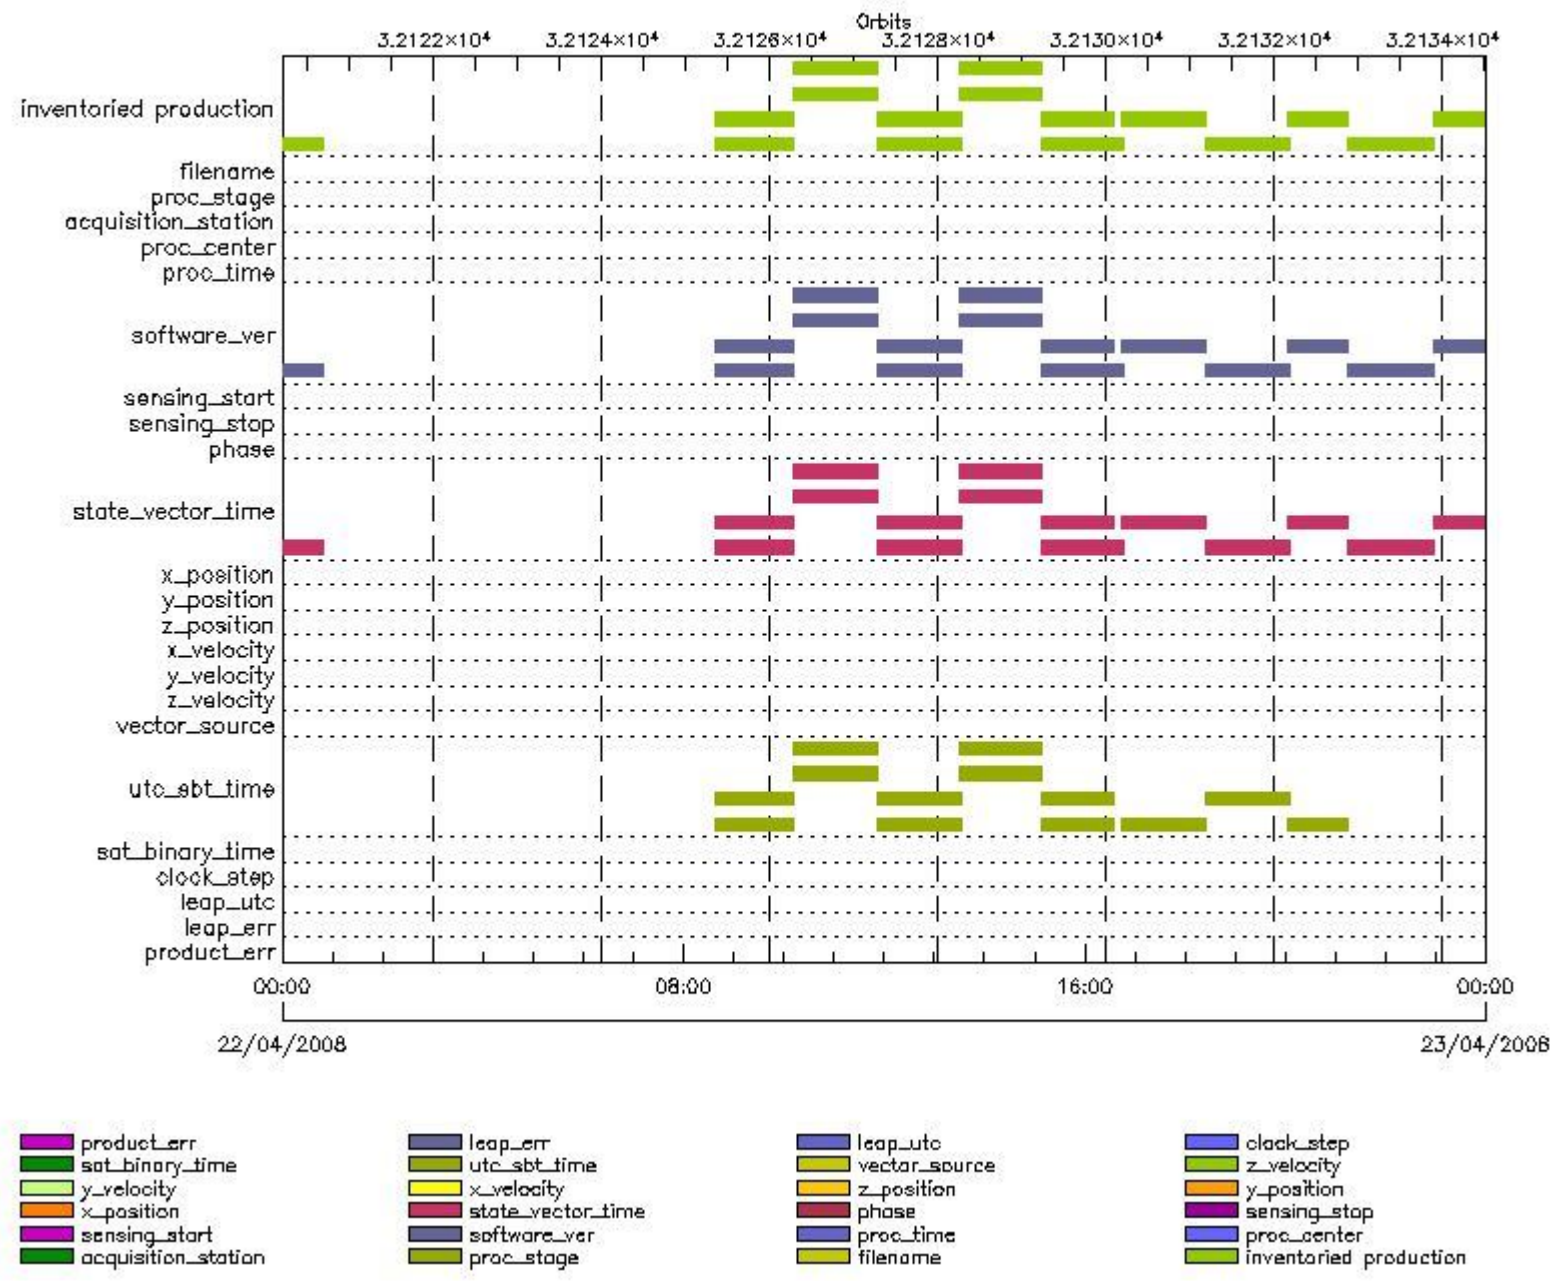 Orbits
3.2122×10⁴ 3.2124×10⁴ 3.2126×10⁴ 3.2128×10⁴ 3.2130×10⁴ 3.2132×10⁴ 3.2134×10⁴
inventoried production
filename
proc_stage
acquisition_station
proc_center
proc_time
software_ver
sensing_start
sensing_stop
phase
state_vector_time
x_position
y_position
z_position
x_velocity
y_velocity
z_velocity
vector_source
utc_sbt_time
sat_binary_time
clock_step
leap_utc
leap_err
product_err
00:00 08:00 16:00 00:00
22/04/2008 23/04/2008
product_err leap_err leap_utc clock_step
sat_binary_time utc_sbt_time vector_source z_velocity
y_velocity x_velocity z_position y_position
x_position state_vector_time phase sensing_stop
sensing_start software_ver proc_time proc_center
acquisition_station proc_stage filename inventoried production